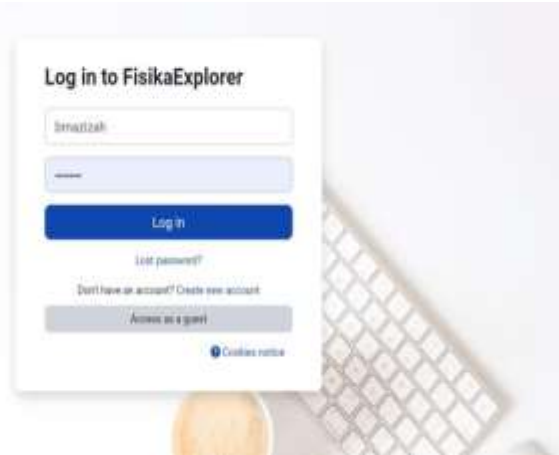 Log in to FisikaExplorer
Log in
Lost password?
Don't have an account? Create new account
Access as a guest
Cookies notice